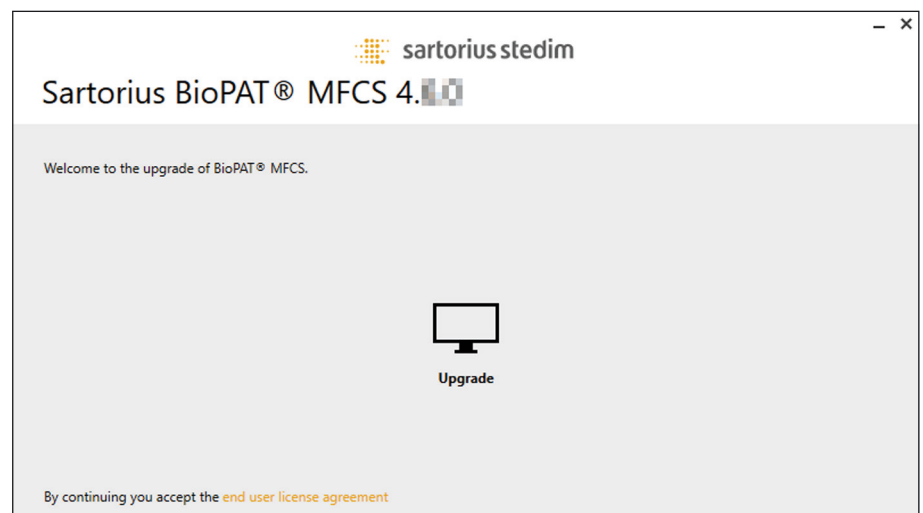 sartorius stedim
Sartorius BioPAT® MFCS 4.
Welcome to the upgrade of BioPAT® MFCS.
Upgrade
By continuing you accept the end user license agreement